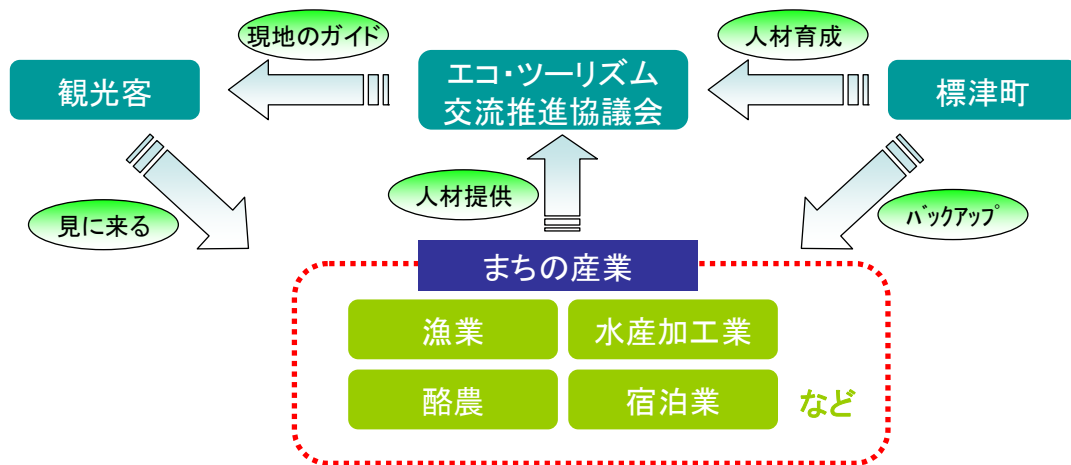 現地のガイド
人材育成
観光客
エコ・ツーリズム
交流推進協議会
標津町
見に来る
人材提供
バックアップ
まちの産業
漁業
水産加工業
酪農
宿泊業
など